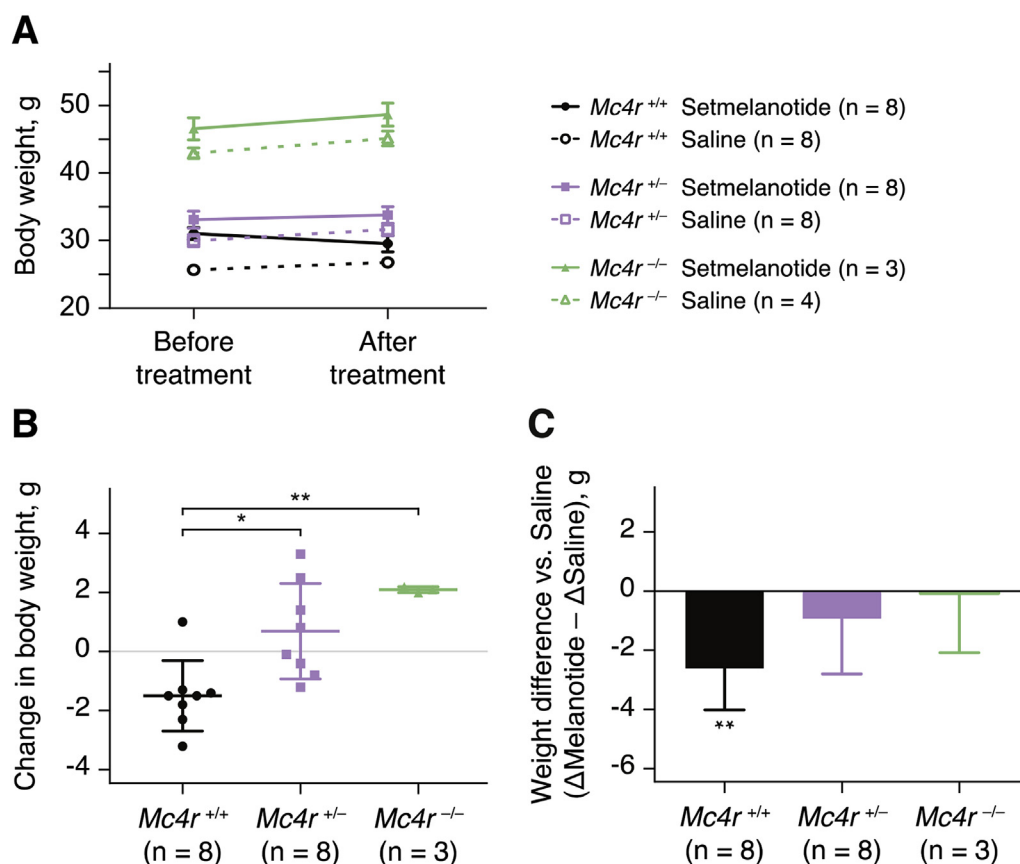 A
Body weight, g
50
40
30
20
Before treatment
After treatment
Mc4r +/+ Setmelanotide (n = 8)
Mc4r +/+ Saline (n = 8)
Mc4r +/– Setmelanotide (n = 8)
Mc4r +/– Saline (n = 8)
Mc4r –/– Setmelanotide (n = 3)
Mc4r –/– Saline (n = 4)
B
Change in body weight, g
4
2
0
-2
-4
*
**
Mc4r +/+
(n = 8)
Mc4r +/–
(n = 8)
Mc4r –/–
(n = 3)
C
Weight difference vs. Saline
(ΔMelanotide – ΔSaline), g
2
0
-2
-4
-6
**
Mc4r +/+
(n = 8)
Mc4r +/–
(n = 8)
Mc4r –/–
(n = 3)